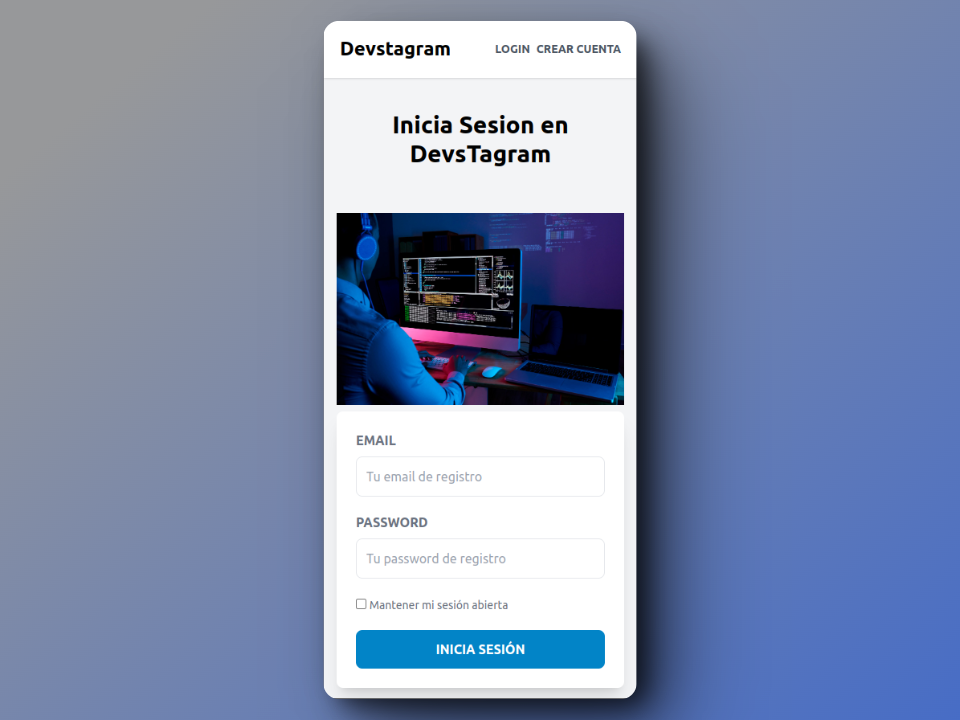 Devstagram
LOGIN CREAR CUENTA
Inicia Sesion en
DevsTagram
EMAIL
Tu email de registro
PASSWORD
Tu password de registro
Mantener mi sesión abierta
INICIA SESIÓN